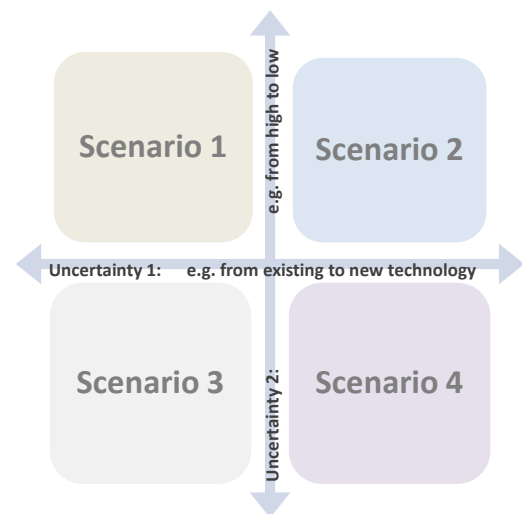 Scenario 1
Scenario 2
Uncertainty 1: e.g. from existing to new technology
Scenario 3
Scenario 4
Uncertainty 2: e.g. from high to low